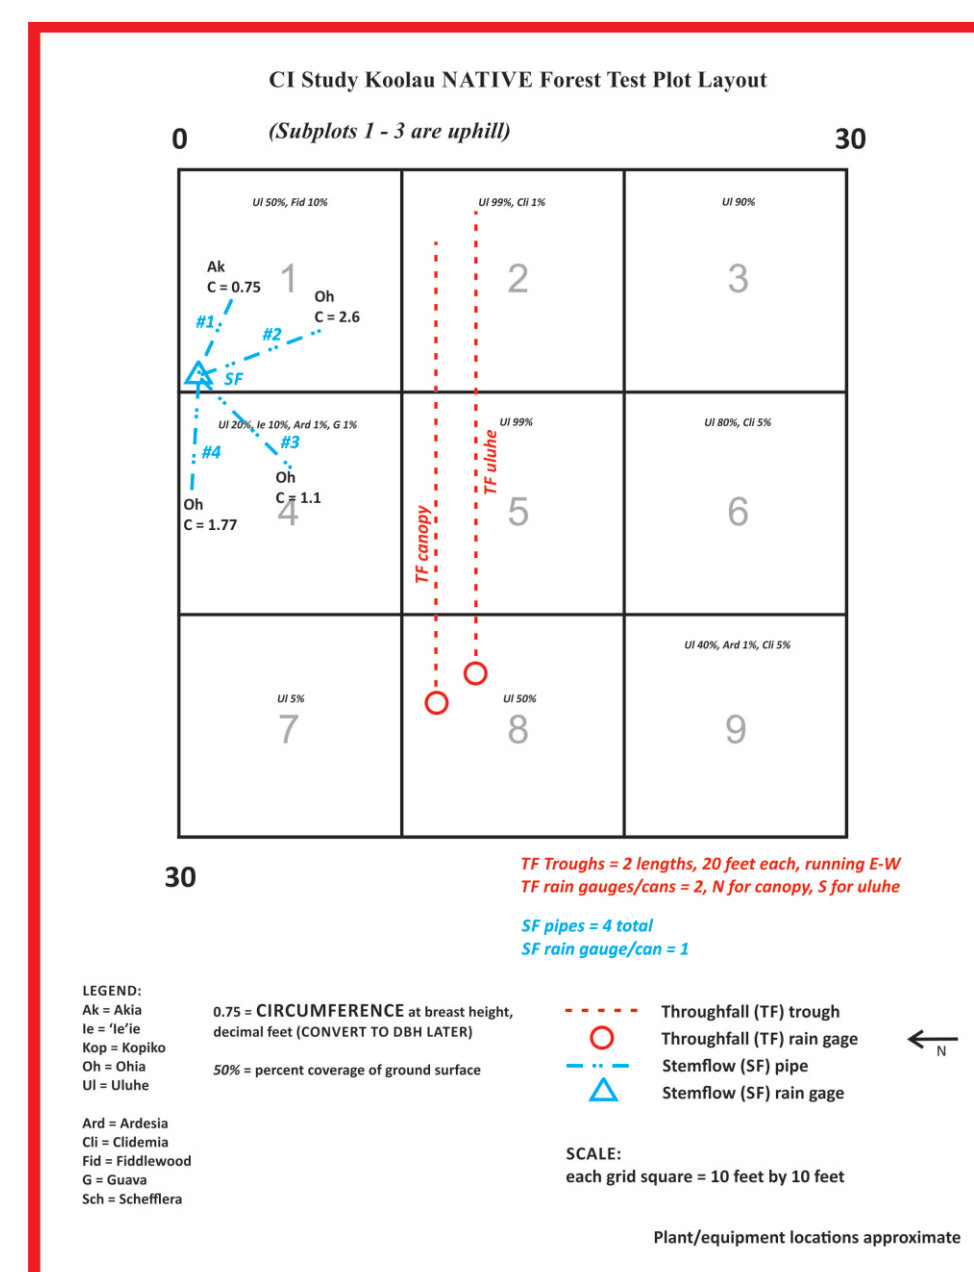 CI Study Koolau NATIVE Forest Test Plot Layout
(Subplots 1 - 3 are uphill)
0
30
Ul 50%, Fid 10%
Ul 99%, Cli 1%
Ul 90%
1
2
3
Ak
C = 0.75
Oh
C = 2.6
#1
#2
SF
Ul 20%, Ie 10%, Ard 1%, G 1%
Ul 99%
Ul 80%, Cli 5%
#3
#4
TF uluhe
TF canopy
Oh
C = 1.1
Oh
C = 1.77
4
5
6
Ul 40%, Ard 1%, Cli 5%
Ul 5%
Ul 50%
7
8
9
30
TF Troughs = 2 lengths, 20 feet each, running E-W
TF rain gauges/cans = 2, N for canopy, S for uluhe
SF pipes = 4 total
SF rain gauge/can = 1
LEGEND:
Ak = Akia
Ie = ‘Ie’ie
Kop = Kopiko
Oh = Ohia
Ul = Uluhe
Ard = Ardesia
Cli = Clidemia
Fid = Fiddlewood
G = Guava
Sch = Schefflera
0.75 = CIRCUMFERENCE at breast height,
decimal feet (CONVERT TO DBH LATER)
50% = percent coverage of ground surface
Throughfall (TF) trough
Throughfall (TF) rain gage
Stemflow (SF) pipe
Stemflow (SF) rain gage
N
SCALE:
each grid square = 10 feet by 10 feet
Plant/equipment locations approximate